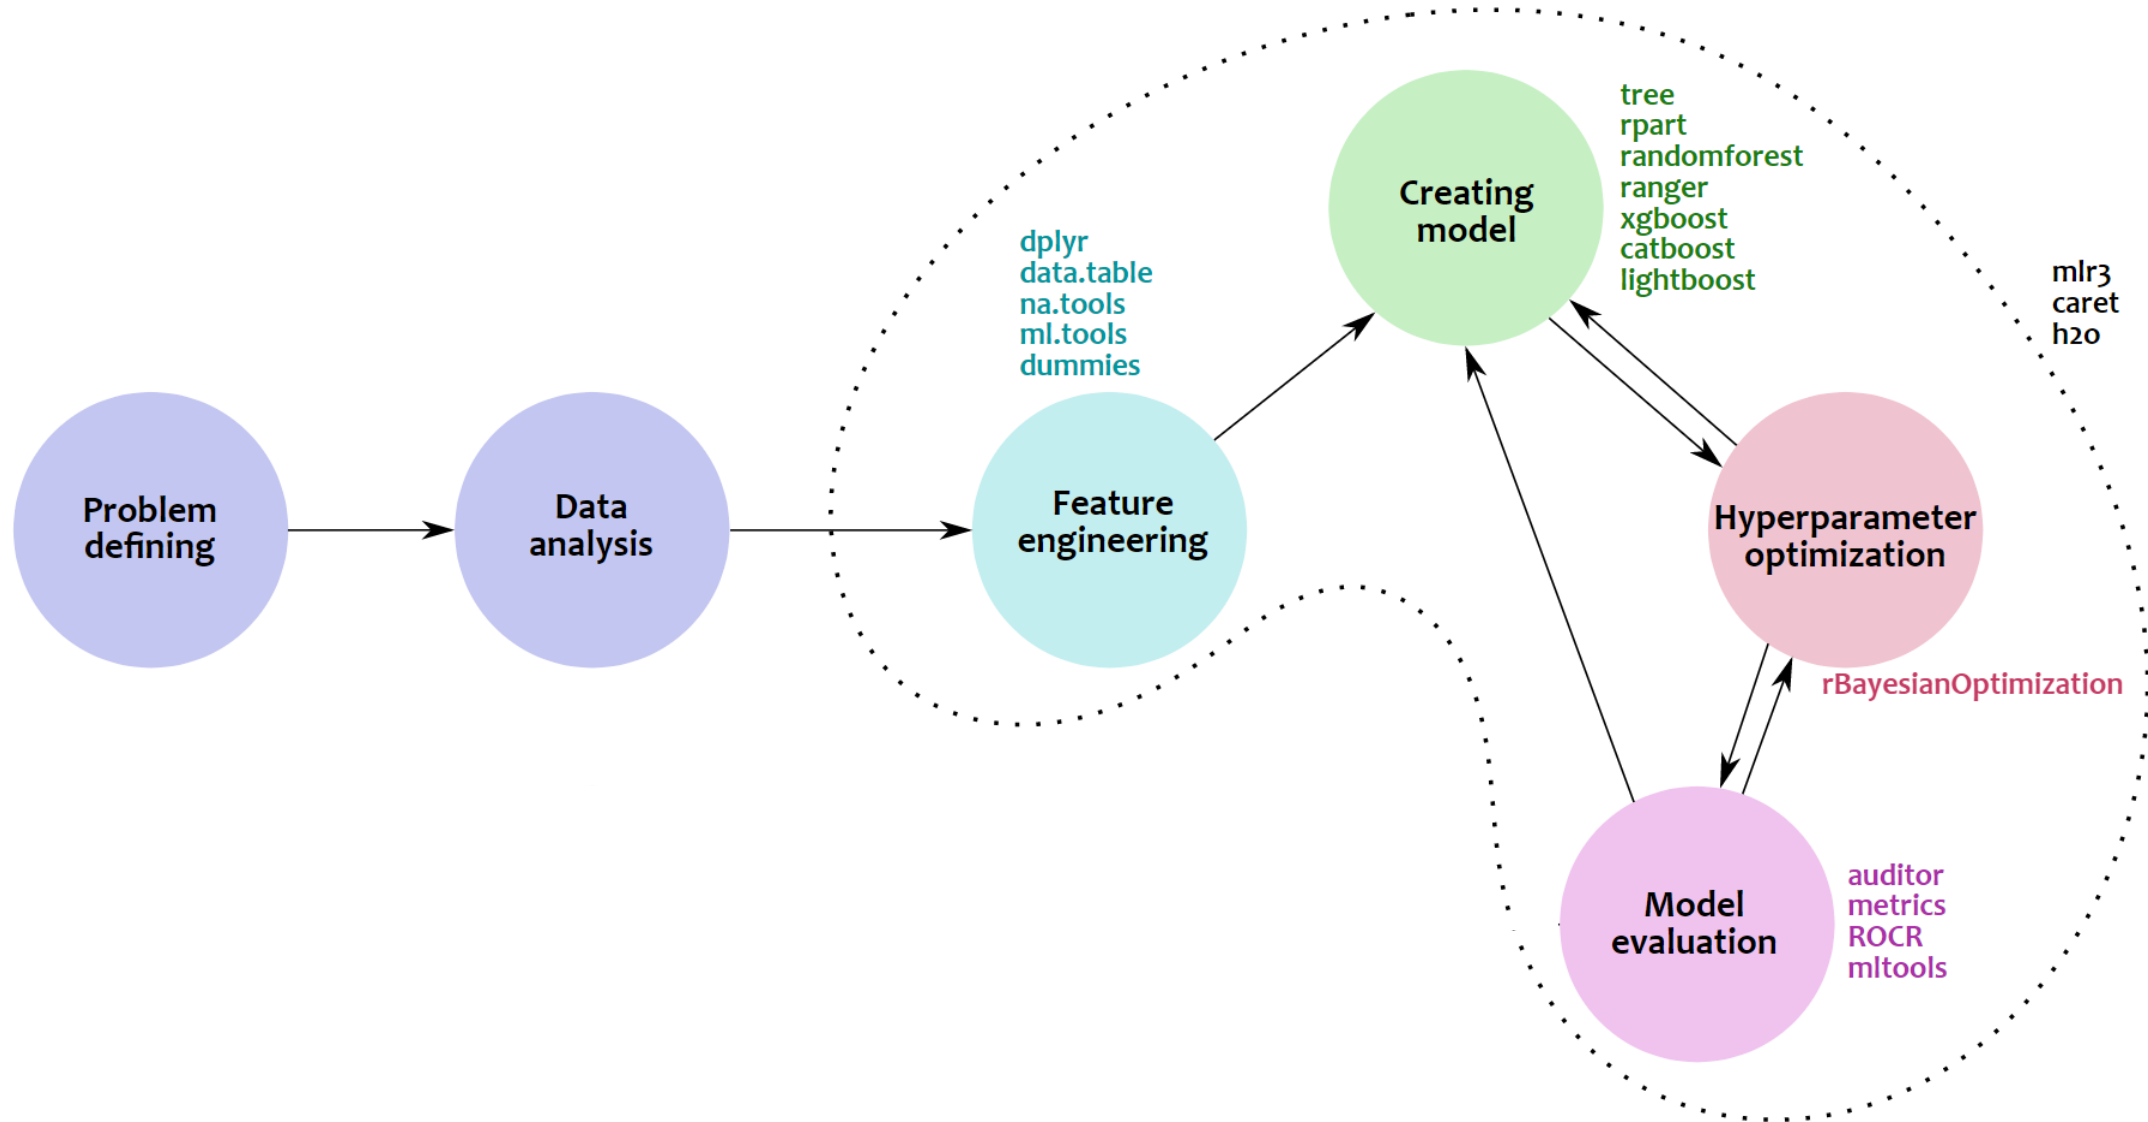 Problem
defining
Data
analysis
dplyr
data.table
na.tools
ml.tools
dummies
Feature
engineering
Creating
model
tree
rpart
randomforest
ranger
xgboost
catboost
lightboost
mlr3
caret
h2o
Hyperparameter
optimization
rBayesianOptimization
Model
evaluation
auditor
metrics
ROCR
mltools